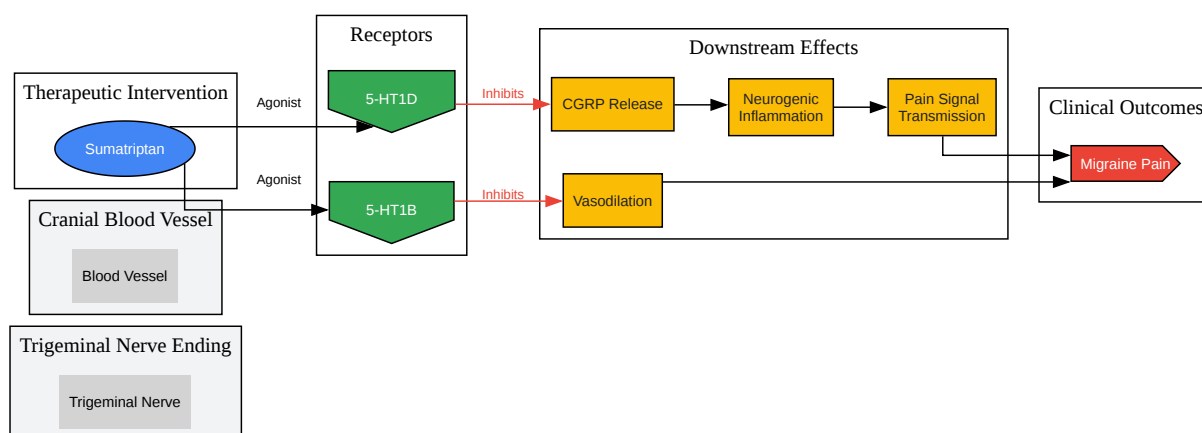 Therapeutic Intervention
Sumatriptan
Cranial Blood Vessel
Blood Vessel
Trigeminal Nerve Ending
Trigeminal Nerve
Agonist
Agonist
Receptors
5-HT1D
5-HT1B
Inhibits
Inhibits
Downstream Effects
CGRP Release
Neurogenic
Inflammation
Pain Signal
Transmission
Vasodilation
Clinical Outcomes
Migraine Pain